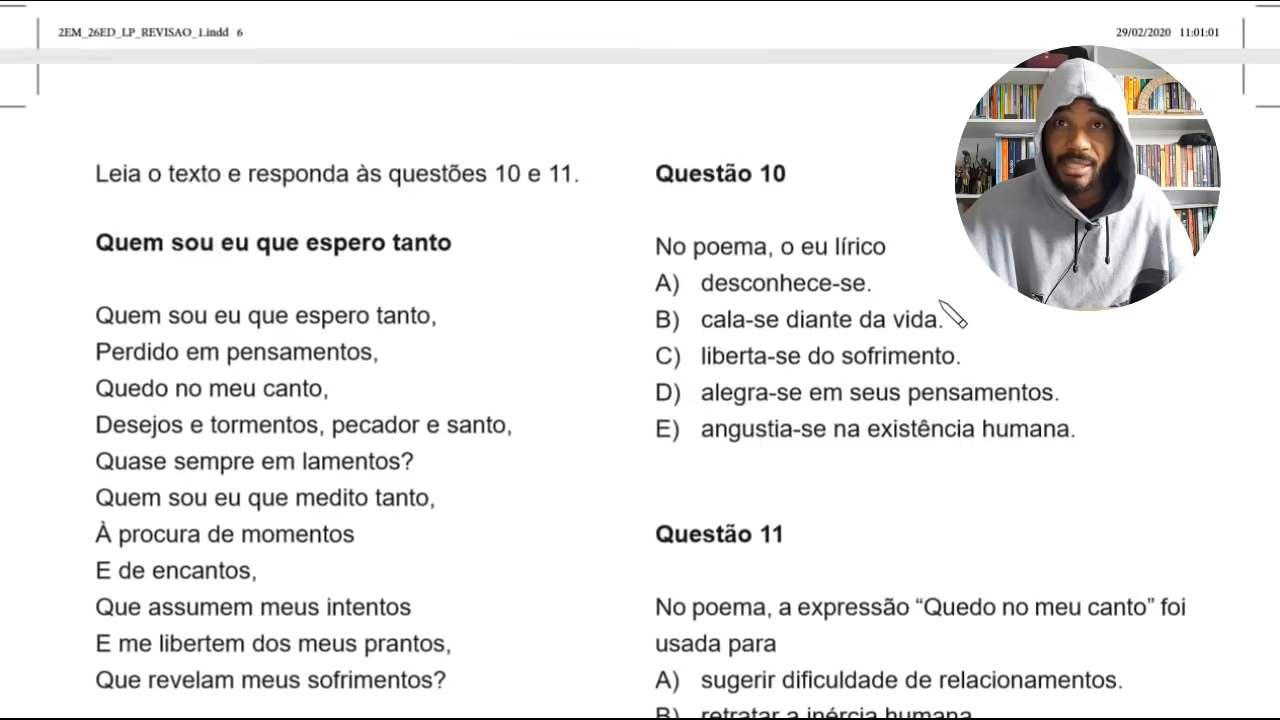 2EM_26ED_LP_REVISAO_1.indd 6
29/02/2020 11:01:01
Leia o texto e responda às questões 10 e 11.
Quem sou eu que espero tanto
Quem sou eu que espero tanto,
Perdido em pensamentos,
Quedo no meu canto,
Desejos e tormentos, pecador e santo,
Quase sempre em lamentos?
Quem sou eu que medito tanto,
À procura de momentos
E de encantos,
Que assumem meus intentos
E me libertem dos meus prantos,
Que revelam meus sofrimentos?
Questão 10
No poema, o eu lírico
A) desconhece-se.
B) cala-se diante da vida.
C) liberta-se do sofrimento.
D) alegra-se em seus pensamentos.
E) angustia-se na existência humana.
Questão 11
No poema, a expressão “Quedo no meu canto” foi
usada para
A) sugerir dificuldade de relacionamentos.
B) retratar a inércia humana